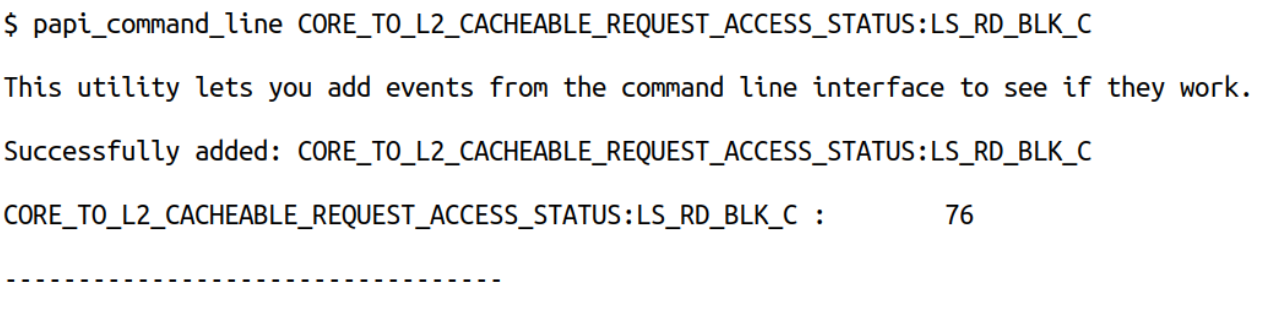 $ papi_command_line CORE_TO_L2_CACHEABLE_REQUEST_ACCESS_STATUS:LS_RD_BLK_C
This utility lets you add events from the command line interface to see if they work.
Successfully added: CORE_TO_L2_CACHEABLE_REQUEST_ACCESS_STATUS:LS_RD_BLK_C
CORE_TO_L2_CACHEABLE_REQUEST_ACCESS_STATUS:LS_RD_BLK_C :        76
----------------------------------